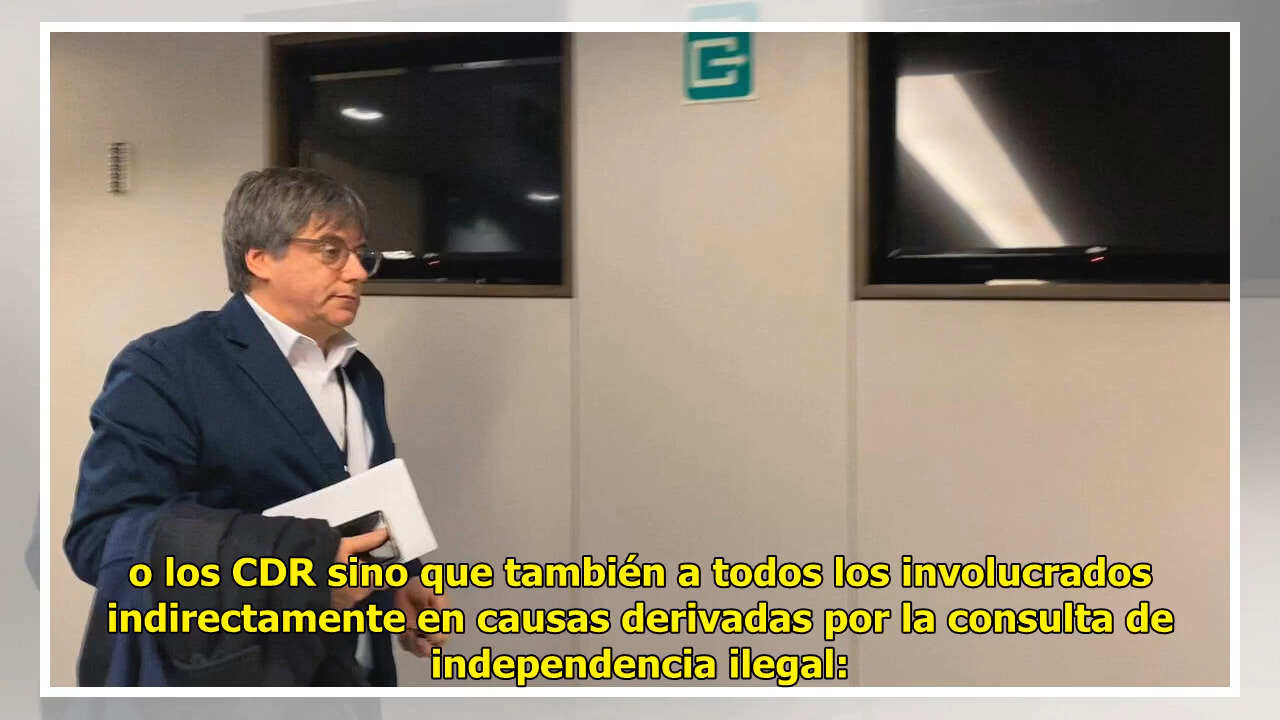 o los CDR sino que también a todos los involucrados
indirectamente en causas derivadas por la consulta de
independencia ilegal: